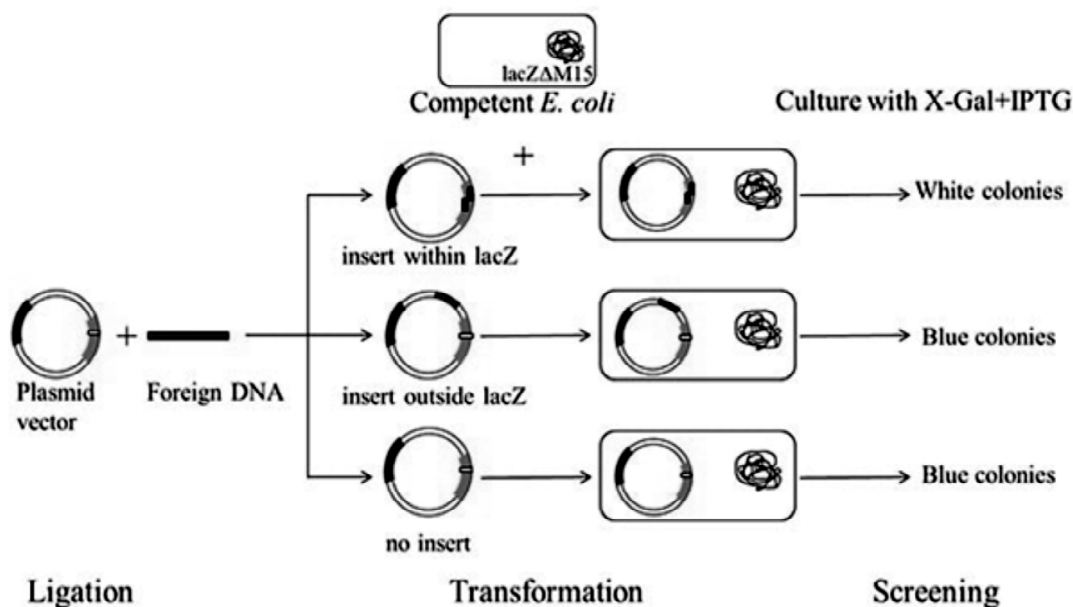 lacZΔM15
Competent E. coli
Culture with X-Gal+IPTG
+
White colonies
insert within lacZ
+
Plasmid
vector
Foreign DNA
insert outside lacZ
Blue colonies
no insert
Blue colonies
Ligation
Transformation
Screening